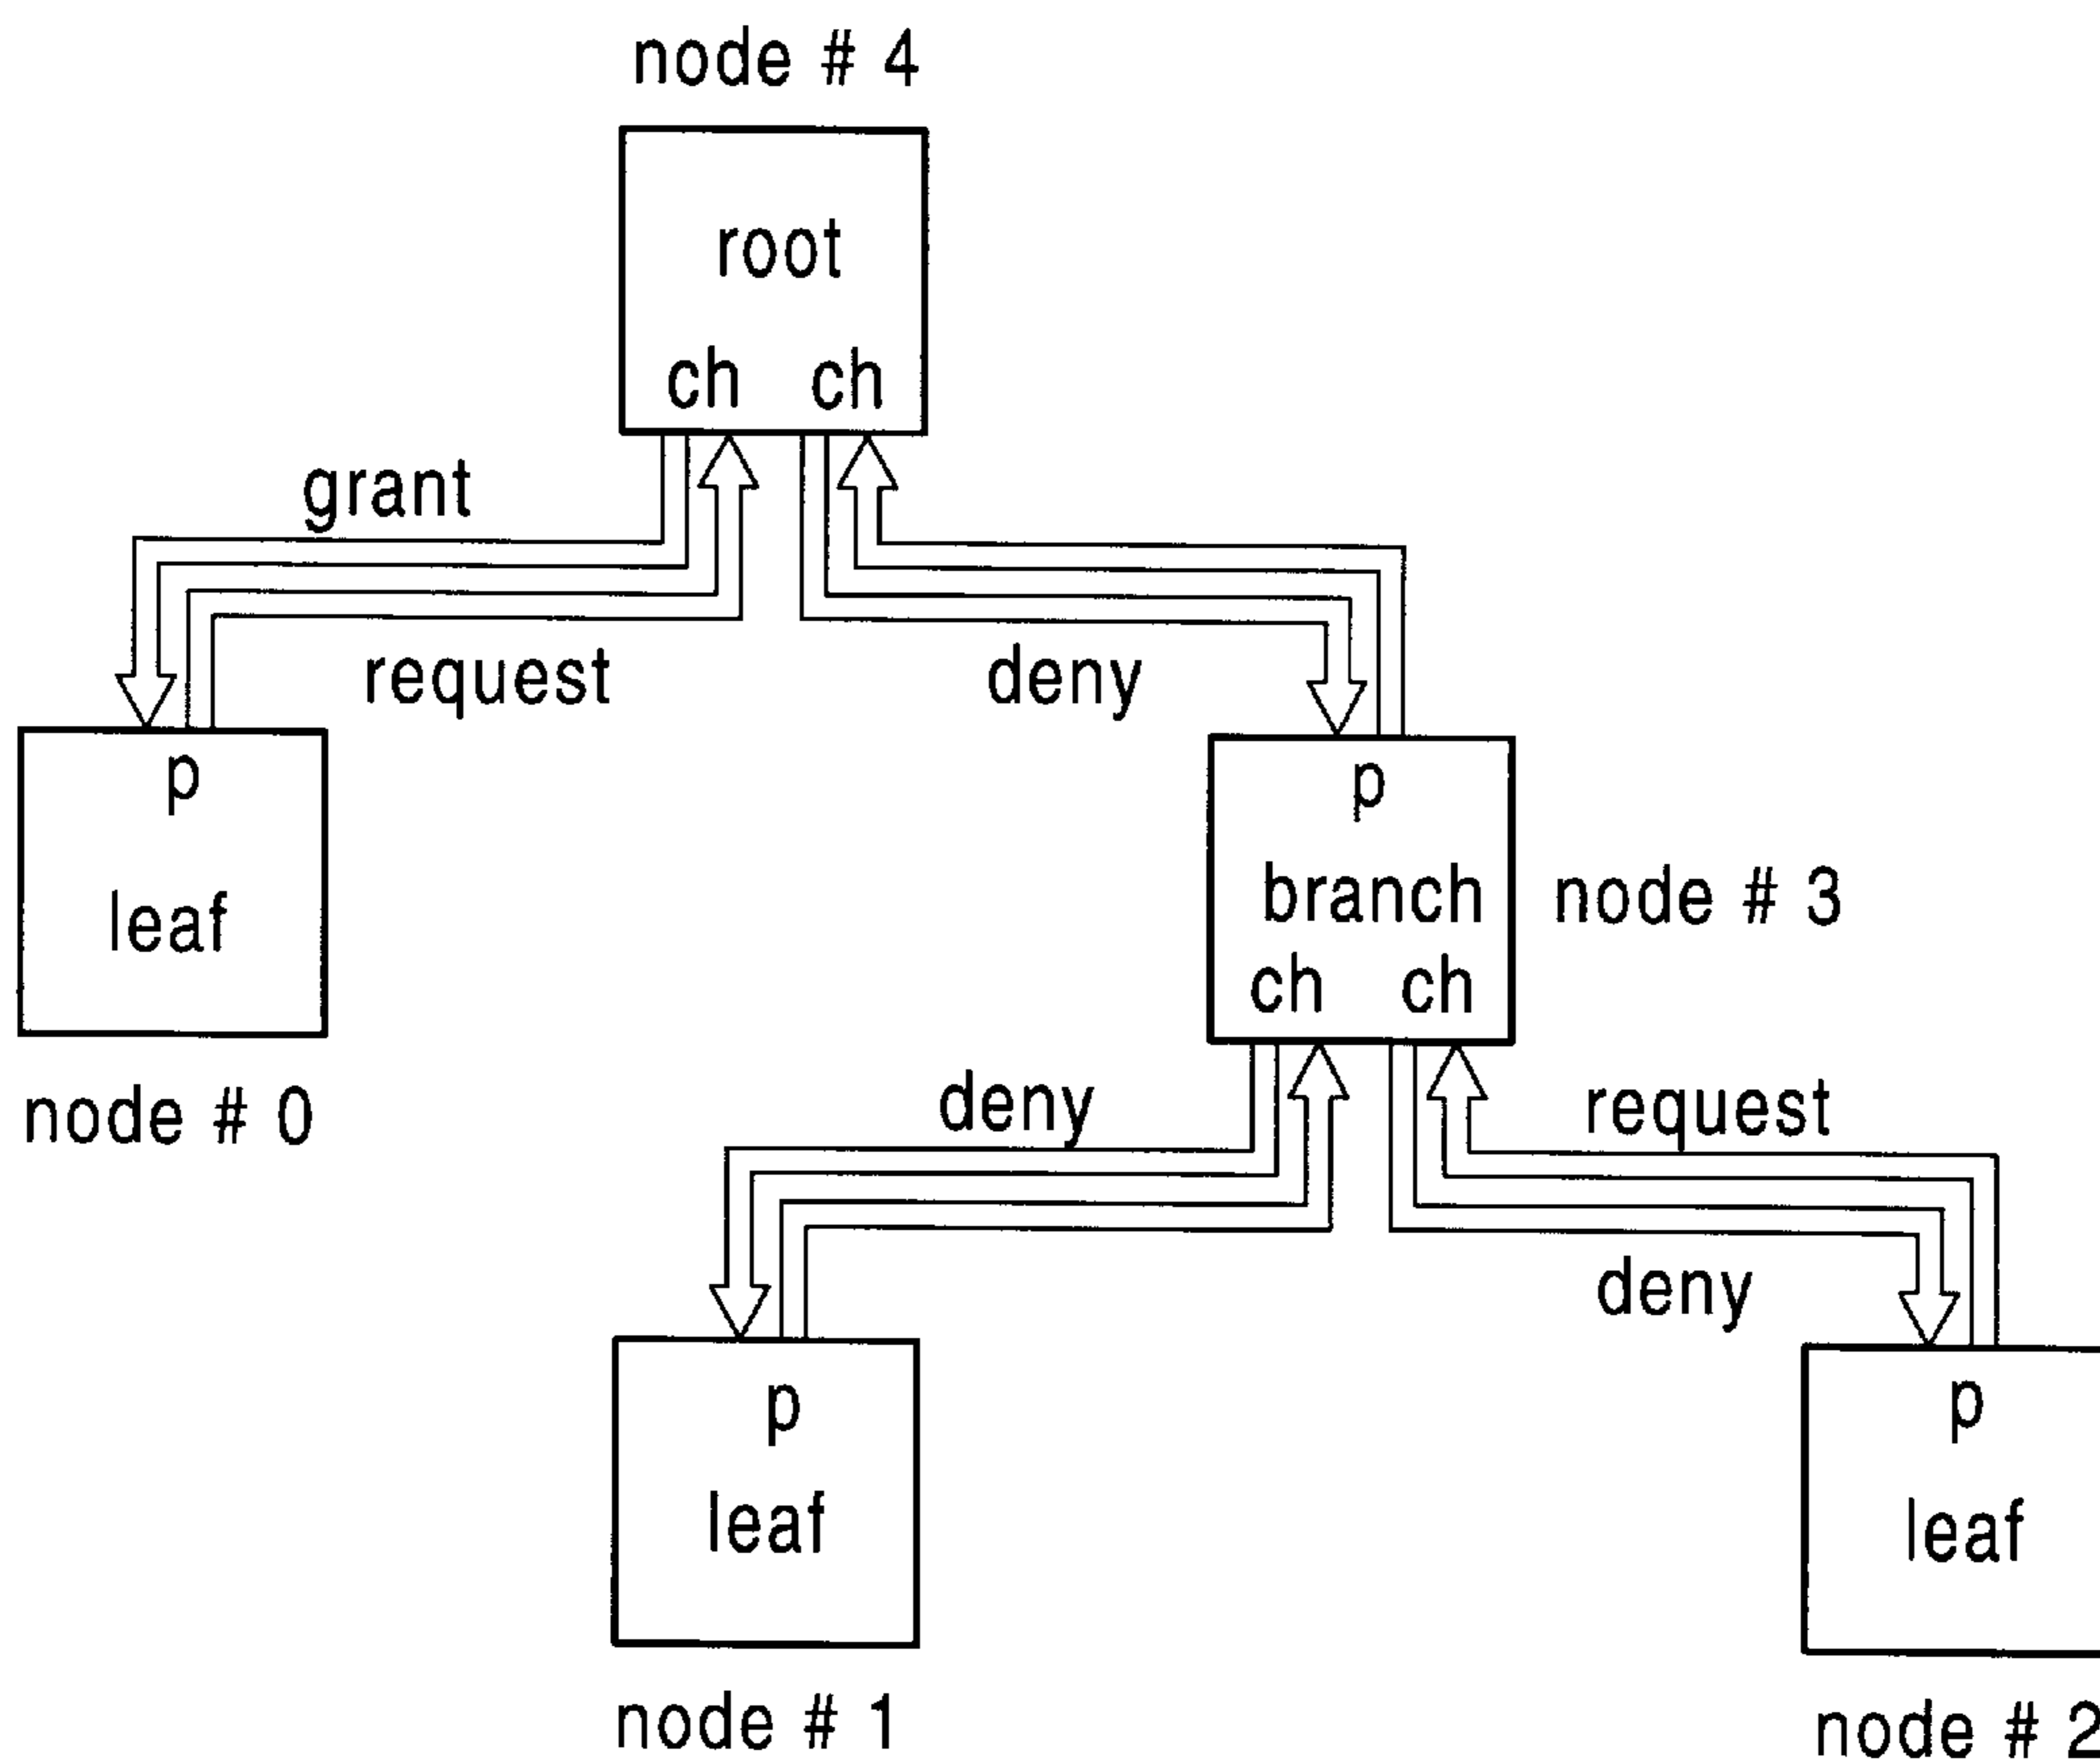 node # 4
root
ch ch
grant
request
deny
p
leaf
node # 0
p
branch
ch ch
node # 3
deny
request
deny
p
leaf
node # 1
p
leaf
node # 2